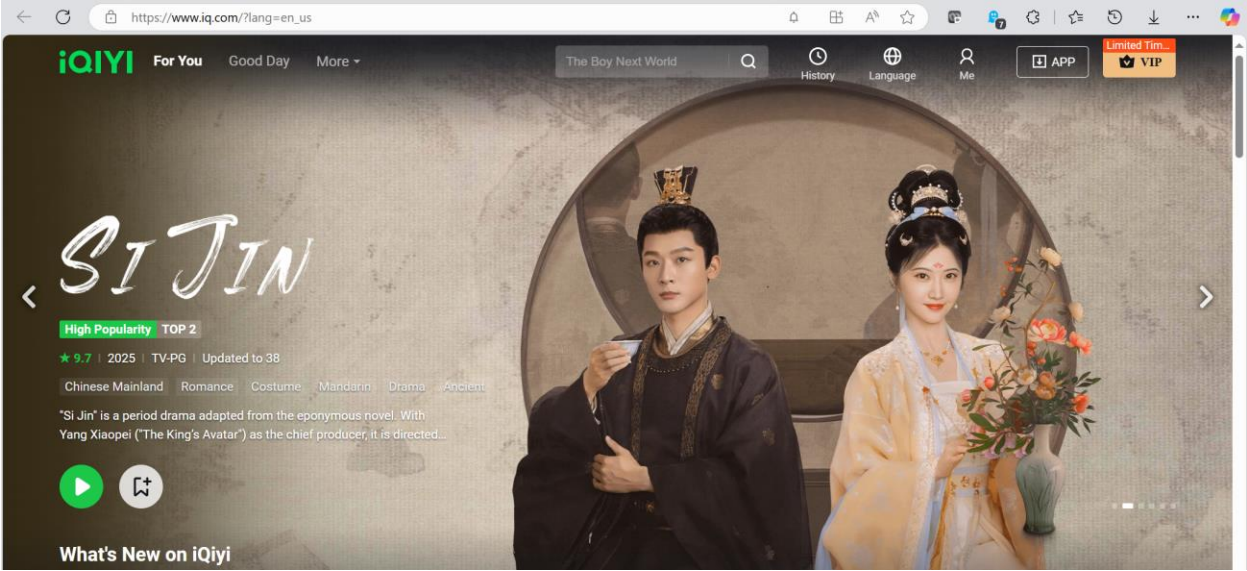 https://www.iq.com/?lang=en_us
7
iQIYI For You Good Day More The Boy Next World History Language Me APP Limited Tim... VIP
SI JIN
High Popularity TOP 2
★ 9.7 | 2025 | TV-PG | Updated to 38
Chinese Mainland Romance Costume Mandarin Drama Ancient
"Si Jin" is a period drama adapted from the eponymous novel. With
Yang Xiaopei ("The King's Avatar") as the chief producer, it is directed...
What's New on iQiyi